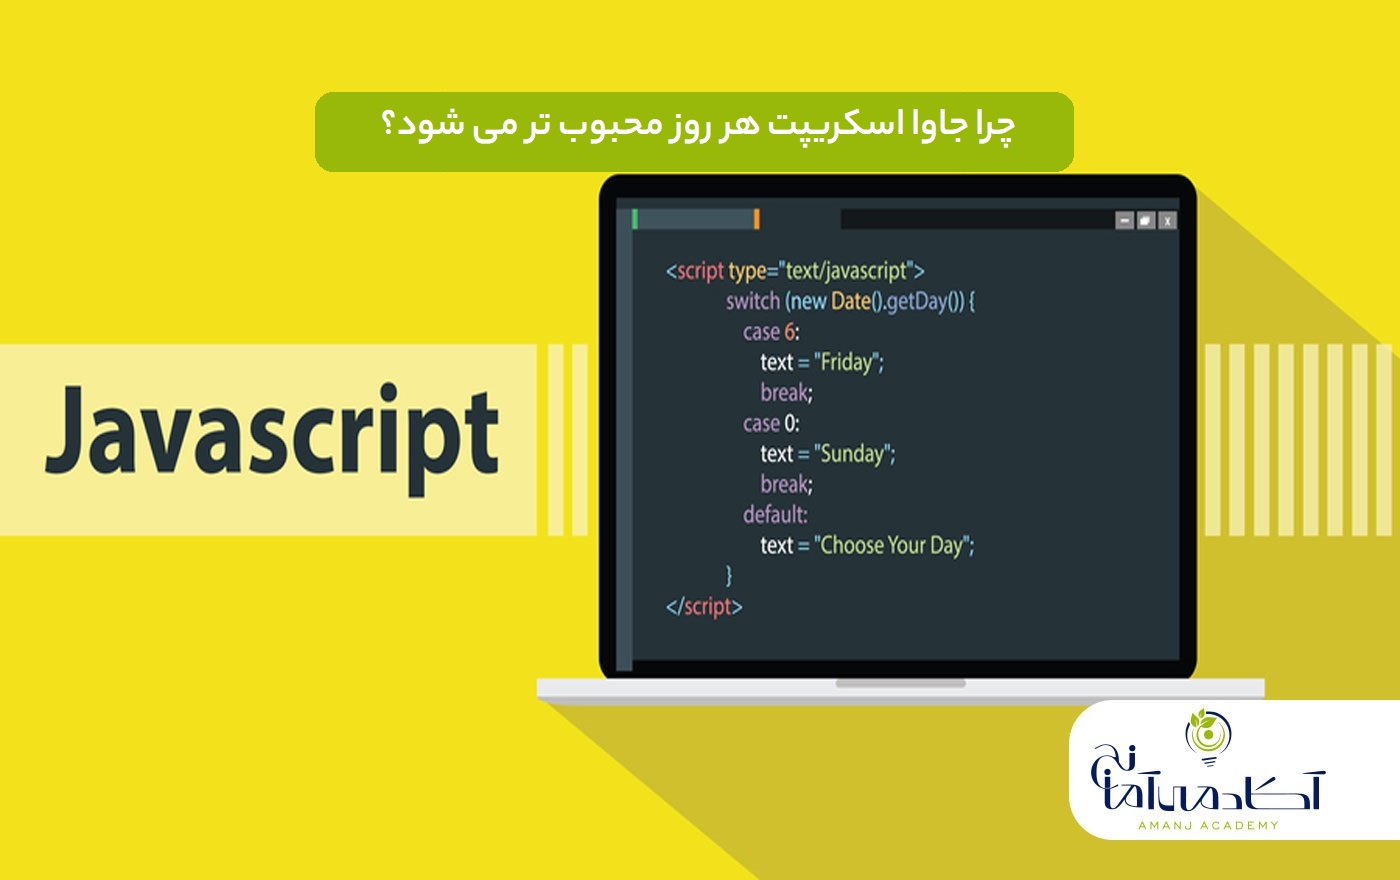 چرا جاوا اسکریپت هر روز محبوب تر می شود؟
Javascript
<script type="text/javascript">
switch (new Date().getDay()) {
case 6:
text = "Friday";
break;
case 0:
text = "Sunday";
break;
default:
text = "Choose Your Day";
}
</script>
آکادمی آمانج
AMANJ ACADEMY